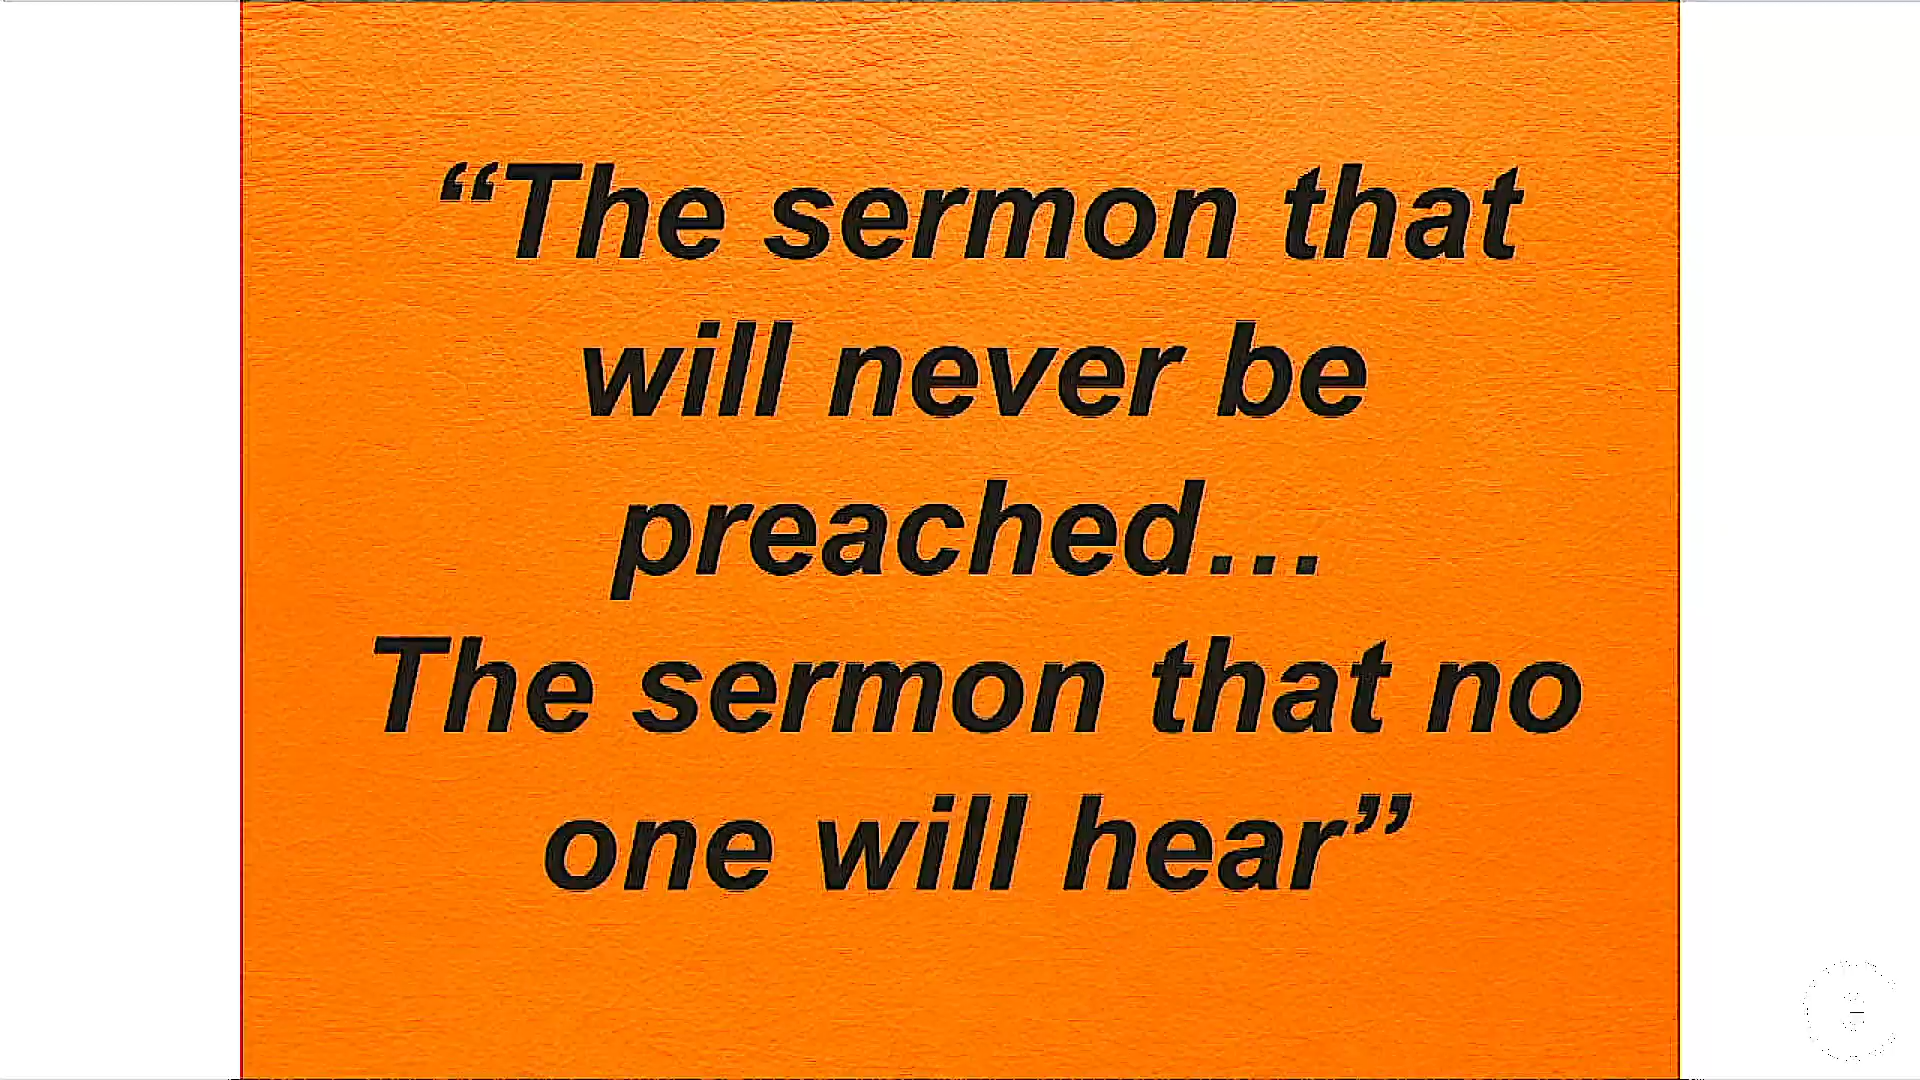 “The sermon that
will never be
preached…
The sermon that no
one will hear”